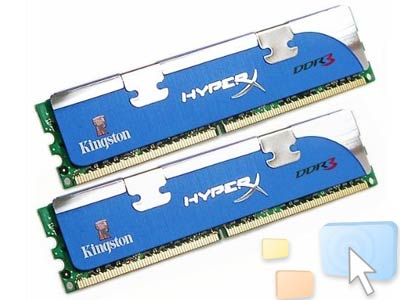 HYPERX
DDR3
Kingston
HYPERX
DDR3
Kingston